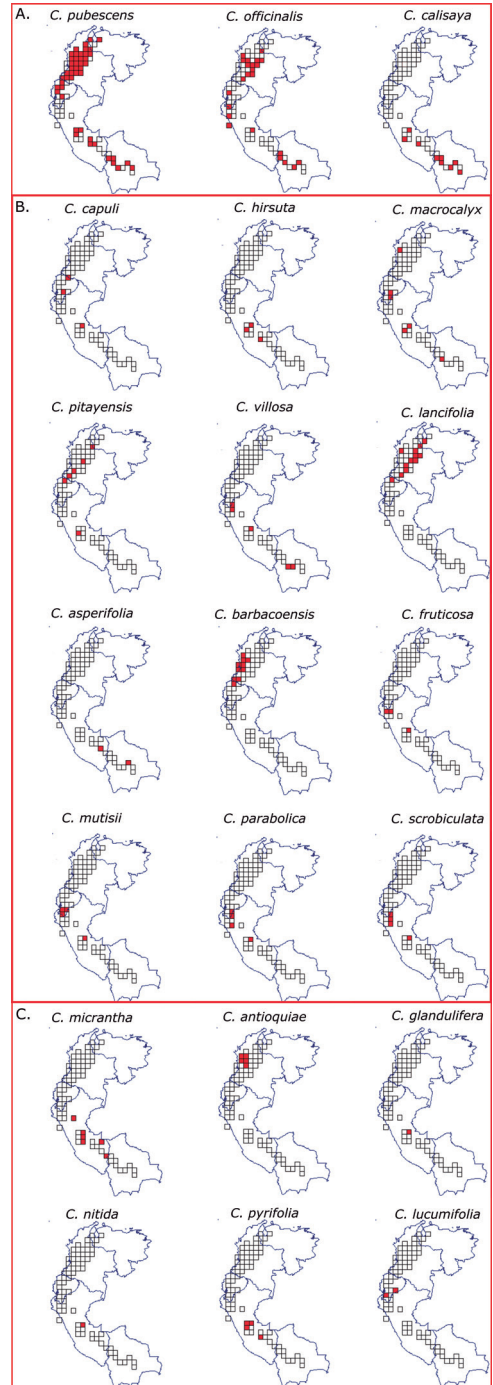 A.
C. pubescens C. officinalis C. calisaya
B.
C. capuli C. hirsuta C. macrocalyx
C. pitayensis C. villosa C. lancifolia
C. asperifolia C. barbacoensis C. fruticosa
C. mutisii C. parabolica C. scrobiculata
C.
C. micrantha C. antioquiae C. glandulifera
C. nitida C. pyrifolia C. lucumifolia